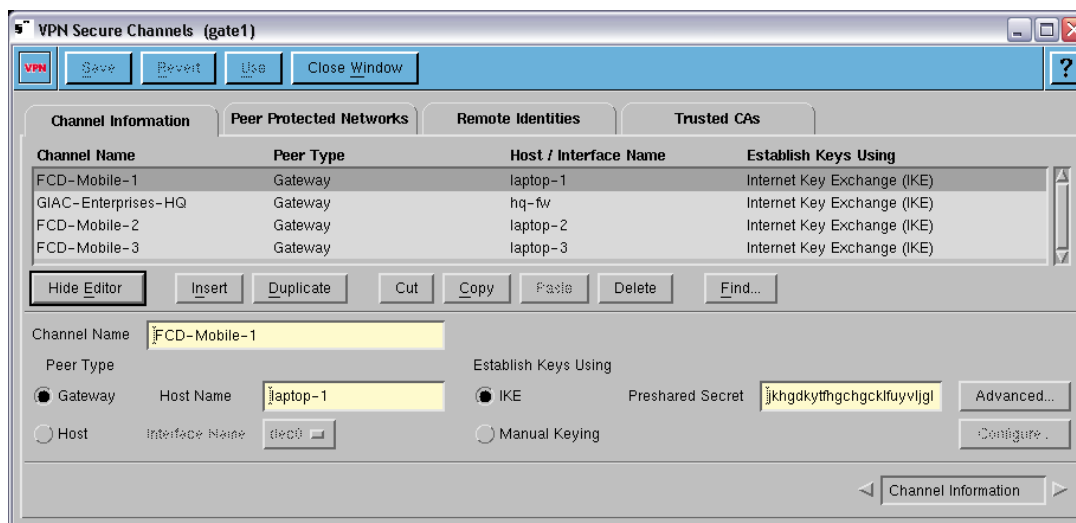 VPN Secure Channels (gate1)
VPN Save Revert Use Close Window ?
Channel Information Peer Protected Networks Remote Identities Trusted CAs
Channel Name Peer Type Host / Interface Name Establish Keys Using
FCD-Mobile-1 Gateway laptop-1 Internet Key Exchange (IKE)
GIAC-Enterprises-HQ Gateway hq-fw Internet Key Exchange (IKE)
FCD-Mobile-2 Gateway laptop-2 Internet Key Exchange (IKE)
FCD-Mobile-3 Gateway laptop-3 Internet Key Exchange (IKE)
Hide Editor Insert Duplicate Cut Copy Paste Delete Find...
Channel Name FCD-Mobile-1
Peer Type Establish Keys Using
Gateway Host Name laptop-1 IKE Preshared Secret Advanced...
Host Interface Name dec0 Manual Keying Configure .
Channel Information